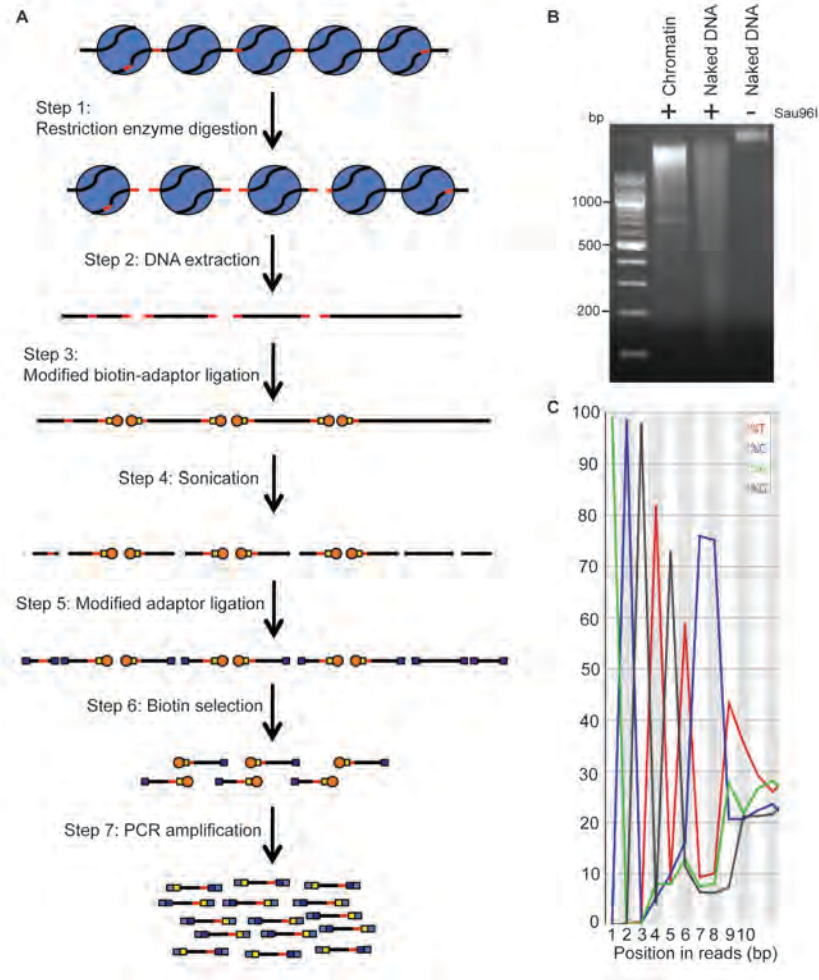 A
Step 1:
Restriction enzyme digestion
Step 2: DNA extraction
Step 3:
Modified biotin-adaptor ligation
Step 4: Sonication
Step 5: Modified adaptor ligation
Step 6: Biotin selection
Step 7: PCR amplification
B
Chromatin
Naked DNA
Naked DNA
+ + - Sau96I
bp
1000
500
200
C
%T
%C
%G
100
90
80
70
60
50
40
30
20
10
0
1 2 3 4 5 6 7 8 9 10
Position in reads (bp)